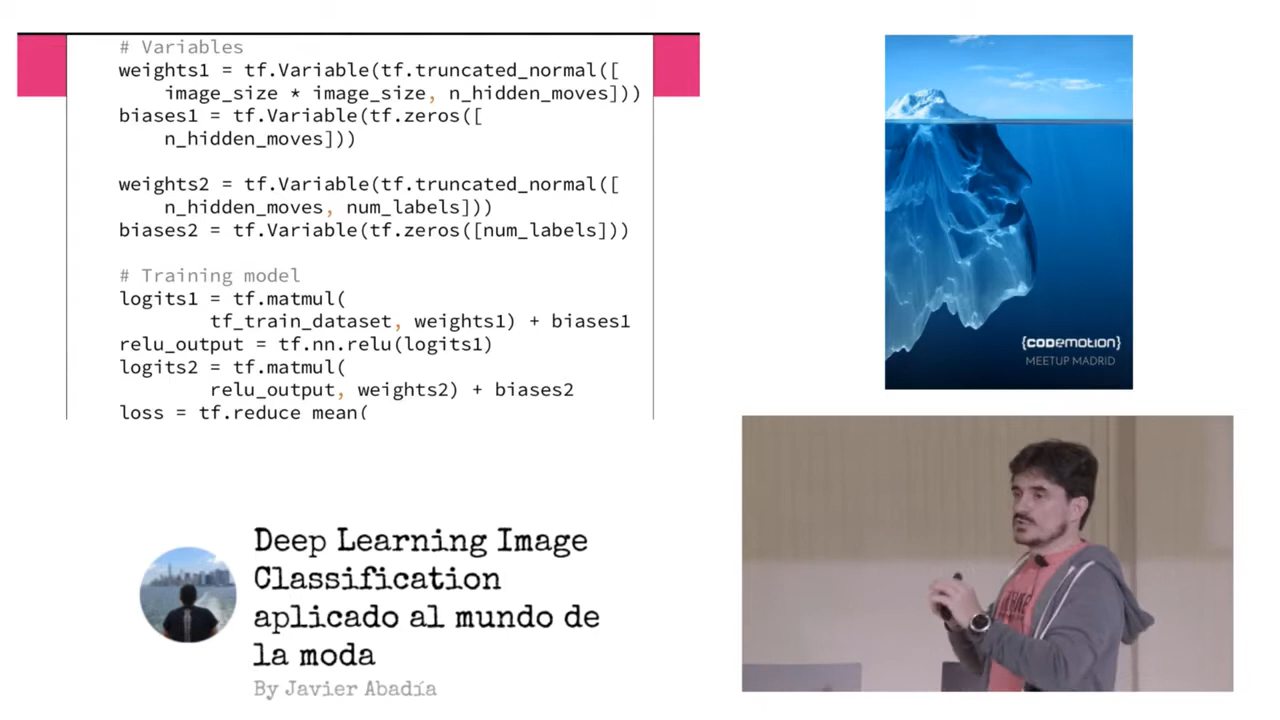 # Variables
weights1 = tf.Variable(tf.truncated_normal([
image_size * image_size, n_hidden_moves]))
biases1 = tf.Variable(tf.zeros([
n_hidden_moves]))
weights2 = tf.Variable(tf.truncated_normal([
n_hidden_moves, num_labels]))
biases2 = tf.Variable(tf.zeros([num_labels]))
# Training model
logits1 = tf.matmul(
tf_train_dataset, weights1) + biases1
relu_output = tf.nn.relu(logits1)
logits2 = tf.matmul(
relu_output, weights2) + biases2
loss = tf.reduce_mean(
{CODEMOTION}
MEETUP MADRID
Deep Learning Image
Classification
aplicado al mundo de
la moda
By Javier Abadía